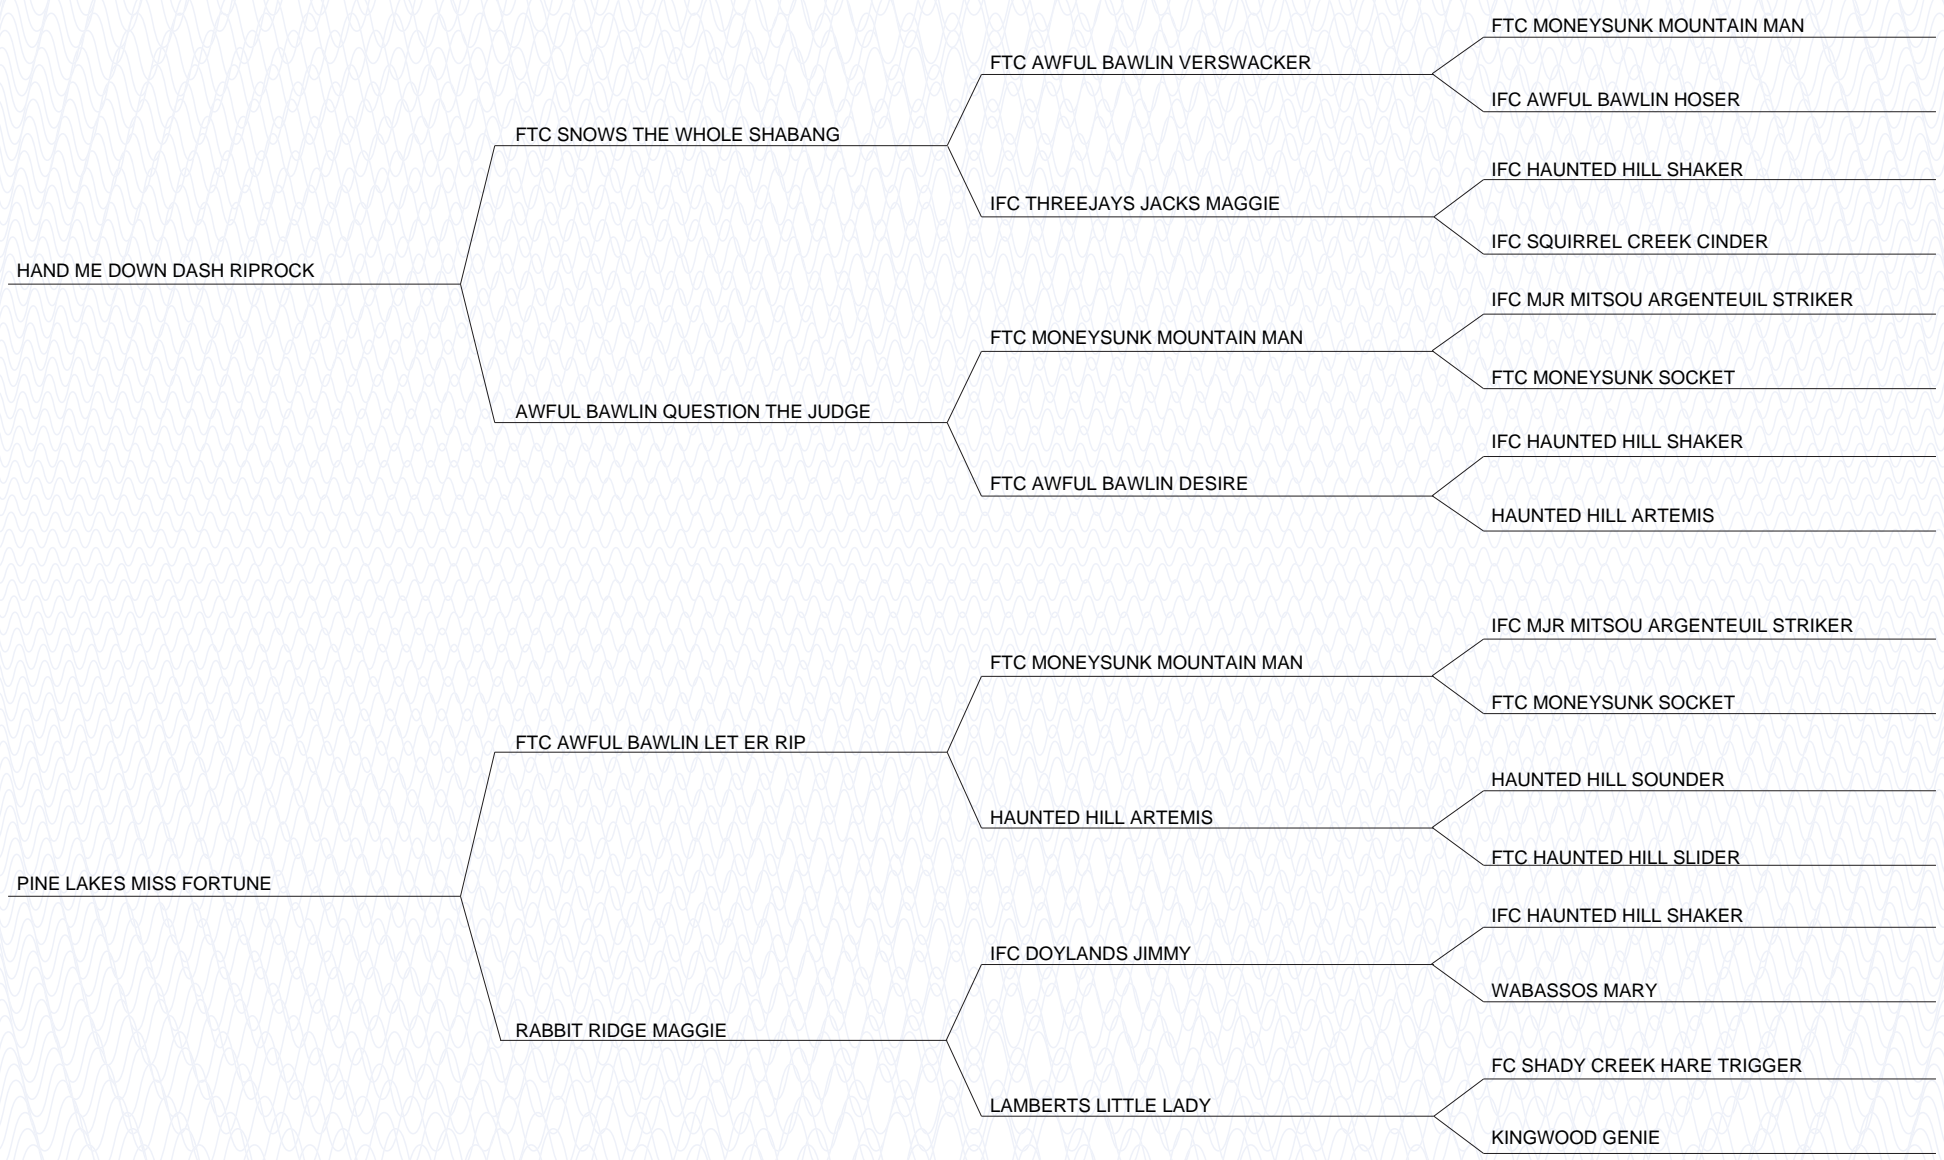 FTC MONEYSUNK MOUNTAIN MAN
FTC AWFUL BAWLIN VERSWACKER
IFC AWFUL BAWLIN HOSER
FTC SNOWS THE WHOLE SHABANG
IFC HAUNTED HILL SHAKER
IFC THREEJAYS JACKS MAGGIE
IFC SQUIRREL CREEK CINDER
HAND ME DOWN DASH RIPROCK
IFC MJR MITSOU ARGENTEUIL STRIKER
FTC MONEYSUNK MOUNTAIN MAN
FTC MONEYSUNK SOCKET
AWFUL BAWLIN QUESTION THE JUDGE
IFC HAUNTED HILL SHAKER
FTC AWFUL BAWLIN DESIRE
HAUNTED HILL ARTEMIS
IFC MJR MITSOU ARGENTEUIL STRIKER
FTC MONEYSUNK MOUNTAIN MAN
FTC MONEYSUNK SOCKET
FTC AWFUL BAWLIN LET ER RIP
HAUNTED HILL SOUNDER
HAUNTED HILL ARTEMIS
FTC HAUNTED HILL SLIDER
PINE LAKES MISS FORTUNE
IFC HAUNTED HILL SHAKER
IFC DOYLANDS JIMMY
WABASSOS MARY
RABBIT RIDGE MAGGIE
FC SHADY CREEK HARE TRIGGER
LAMBERTS LITTLE LADY
KINGWOOD GENIE